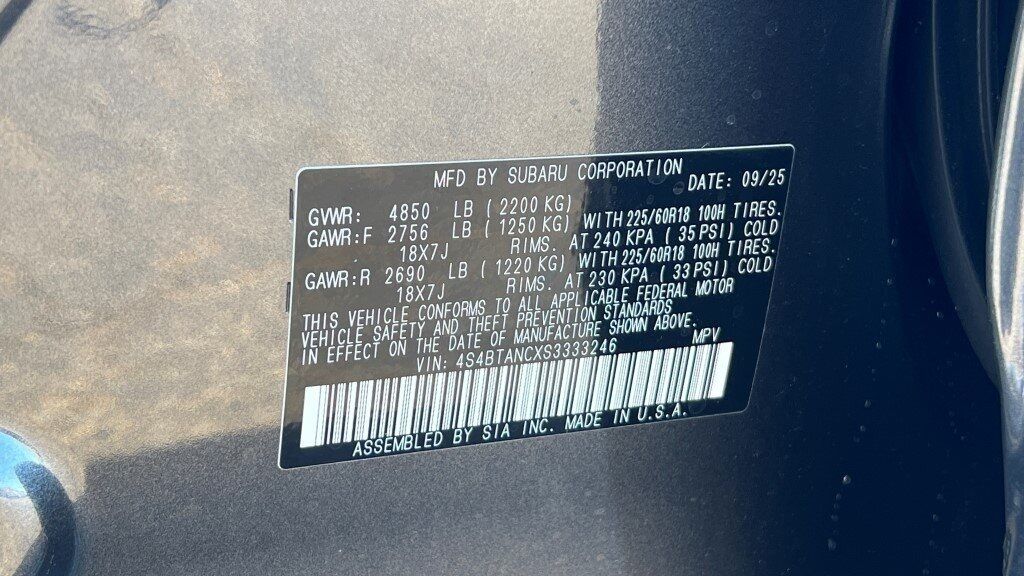 MFD BY SUBARU CORPORATION DATE: 09/25
GVWR: 4850 LB ( 2200 KG)
GAWR:F 2756 LB ( 1250 KG) WITH 225/60R18 100H TIRES.
18X7J RIMS. AT 240 KPA ( 35 PSI) COLD
GAWR:R 2690 LB ( 1220 KG) WITH 225/60R18 100H TIRES.
18X7J RIMS. AT 230 KPA ( 33 PSI) COLD
THIS VEHICLE CONFORMS TO ALL APPLICABLE FEDERAL MOTOR
VEHICLE SAFETY AND THEFT PREVENTION STANDARDS
IN EFFECT ON THE DATE OF MANUFACTURE SHOWN ABOVE.
VIN: 4S4BTANCXS3333246 MPV
ASSEMBLED BY SIA INC. MADE IN U.S.A.